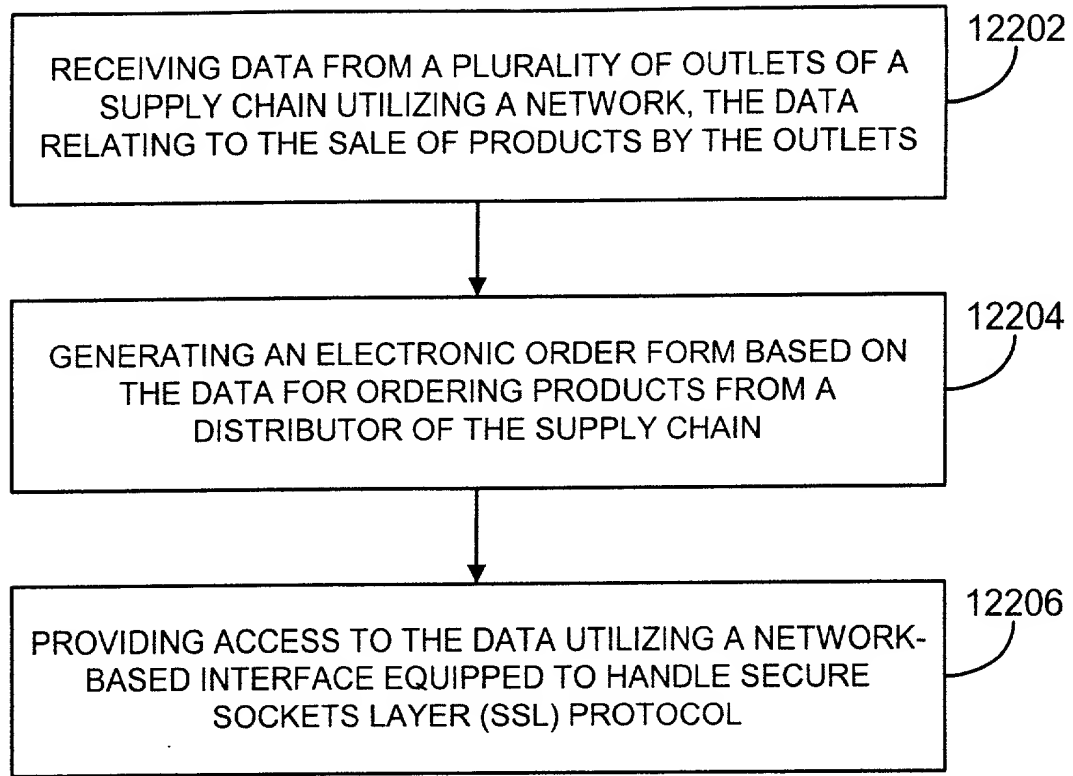 RECEIVING DATA FROM A PLURALITY OF OUTLETS OF A
SUPPLY CHAIN UTILIZING A NETWORK, THE DATA
RELATING TO THE SALE OF PRODUCTS BY THE OUTLETS
12202
GENERATING AN ELECTRONIC ORDER FORM BASED ON
THE DATA FOR ORDERING PRODUCTS FROM A
DISTRIBUTOR OF THE SUPPLY CHAIN
12204
PROVIDING ACCESS TO THE DATA UTILIZING A NETWORK-
BASED INTERFACE EQUIPPED TO HANDLE SECURE
SOCKETS LAYER (SSL) PROTOCOL
12206